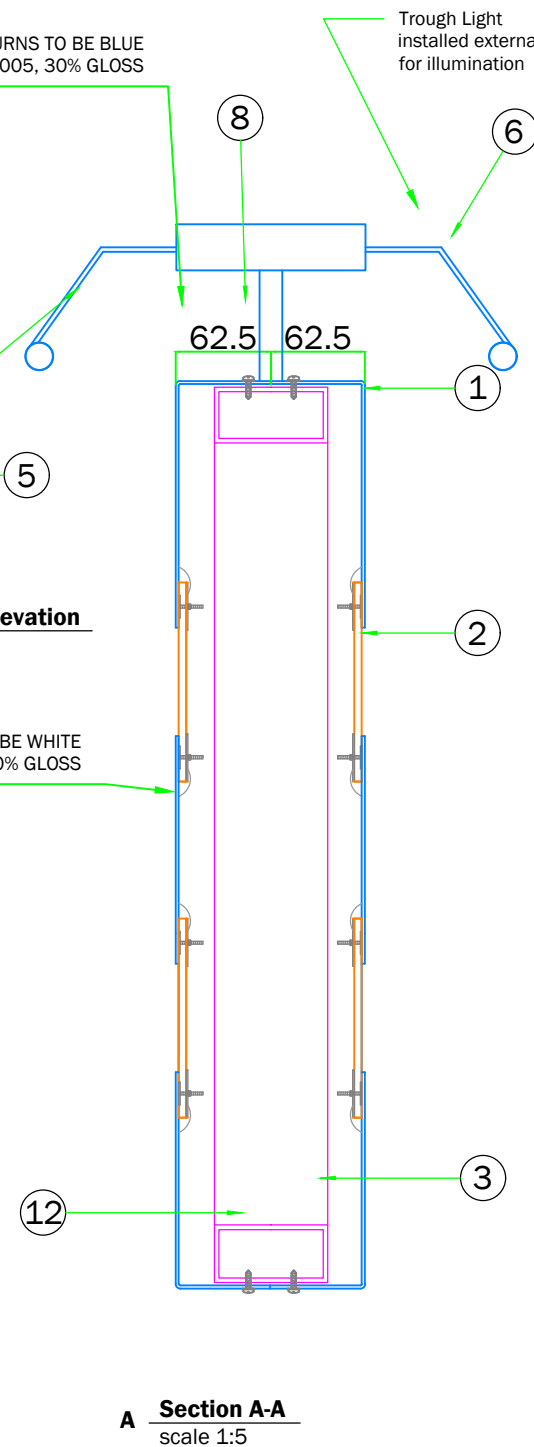 Trough Light
installed externa
for illumination
URNS TO BE BLUE
005, 30% GLOSS
8
6
62.5 62.5
1
5
evation
2
BE WHITE
0% GLOSS
3
12
A Section A-A
scale 1:5